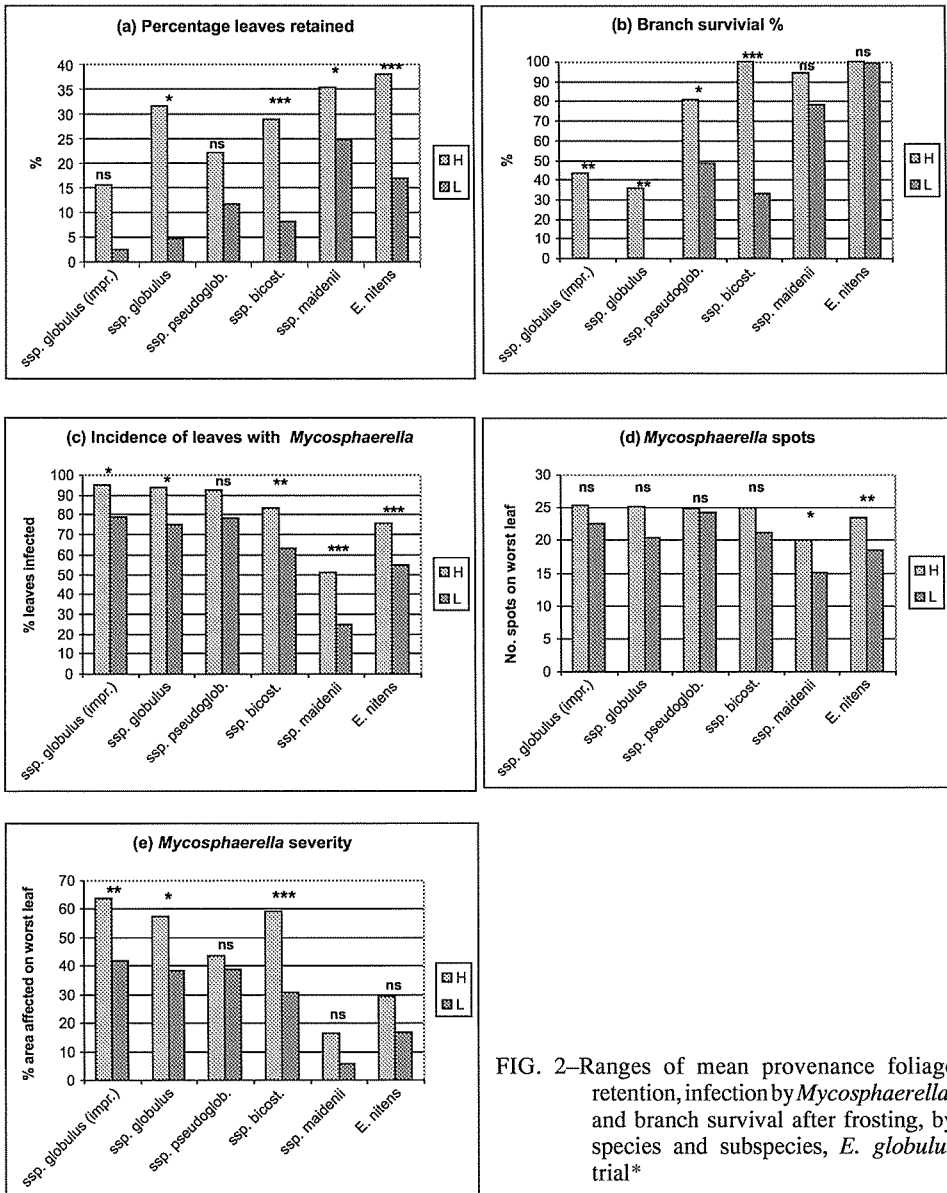 (a) Percentage leaves retained
40
35
30
25
20
15
10
5
0
%
ns
*
ns
***
*
***
H
L
ssp. globulus (impr.)
ssp. globulus
ssp. pseudoglob.
ssp. bicost.
ssp. maidenii
E. nitens
(b) Branch survivial %
100
90
80
70
60
50
40
30
20
10
0
%
**
**
*
***
ns
ns
H
L
ssp. globulus (impr.)
ssp. globulus
ssp. pseudoglob.
ssp. bicost.
ssp. maidenii
E. nitens
(c) Incidence of leaves with Mycosphaerella
100
90
80
70
60
50
40
30
20
10
0
% leaves infected
*
*
ns
**
***
***
H
L
ssp. globulus (impr.)
ssp. globulus
ssp. pseudoglob.
ssp. bicost.
ssp. maidenii
E. nitens
(d) Mycosphaerella spots
30
25
20
15
10
5
0
No. spots on worst leaf
ns
ns
ns
ns
*
**
H
L
ssp. globulus (impr.)
ssp. globulus
ssp. pseudoglob.
ssp. bicost.
ssp. maidenii
E. nitens
(e) Mycosphaerella severity
70
60
50
40
30
20
10
0
% area affected on worst leaf
**
*
ns
***
ns
ns
H
L
ssp. globulus (impr.)
ssp. globulus
ssp. pseudoglob.
ssp. bicost.
ssp. maidenii
E. nitens
FIG. 2–Ranges of mean provenance foliage
retention, infection by Mycosphaerella
and branch survival after frosting, by
species and subspecies, E. globulu
trial*